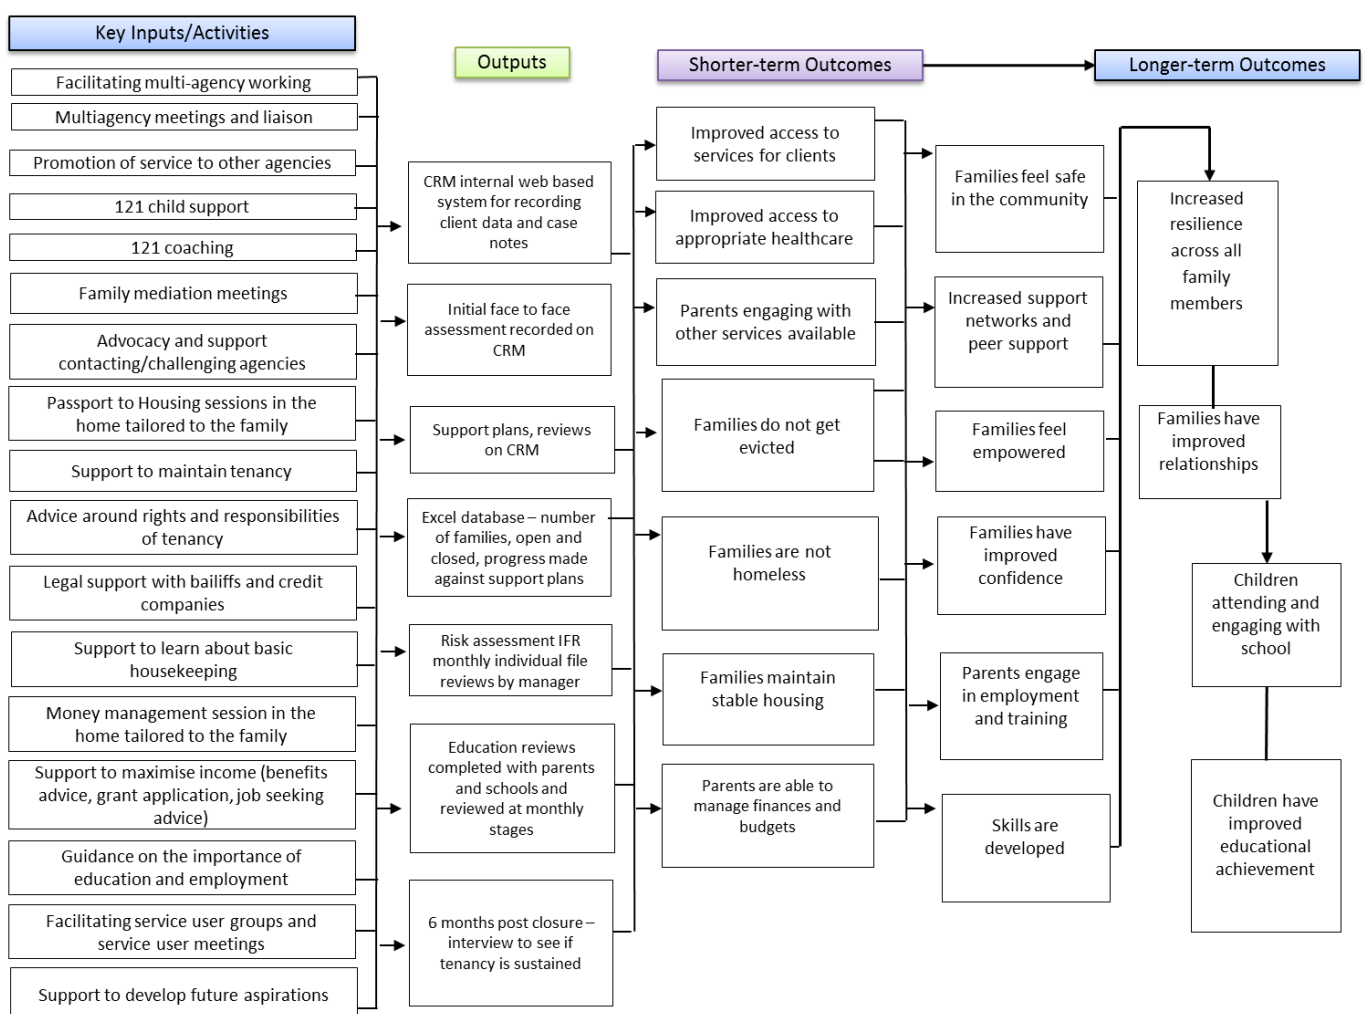 Key Inputs/Activities
Outputs
Shorter-term Outcomes
Longer-term Outcomes
Facilitating multi-agency working
Multiagency meetings and liaison
Promotion of service to other agencies
121 child support
121 coaching
Family mediation meetings
Advocacy and support
contacting/challenging agencies
Passport to Housing sessions in the
home tailored to the family
Support to maintain tenancy
Advice around rights and responsibilities
of tenancy
Legal support with bailiffs and credit
companies
Support to learn about basic
housekeeping
Money management session in the
home tailored to the family
Support to maximise income (benefits
advice, grant application, job seeking
advice)
Guidance on the importance of
education and employment
Facilitating service user groups and
service user meetings
Support to develop future aspirations
CRM internal web based
system for recording
client data and case
notes
Initial face to face
assessment recorded on
CRM
Support plans, reviews
on CRM
Excel database – number
of families, open and
closed, progress made
against support plans
Risk assessment IFR
monthly individual file
reviews by manager
Education reviews
completed with parents
and schools and
reviewed at monthly
stages
6 months post closure –
interview to see if
tenancy is sustained
Improved access to
services for clients
Improved access to
appropriate healthcare
Parents engaging with
other services available
Families do not get
evicted
Families are not
homeless
Families maintain
stable housing
Parents are able to
manage finances and
budgets
Families feel safe
in the community
Increased support
networks and
peer support
Families feel
empowered
Families have
improved
confidence
Parents engage
in employment
and training
Skills are
developed
Increased
resilience
across all
family
members
Families have
improved
relationships
Children
attending and
engaging with
school
Children have
improved
educational
achievement